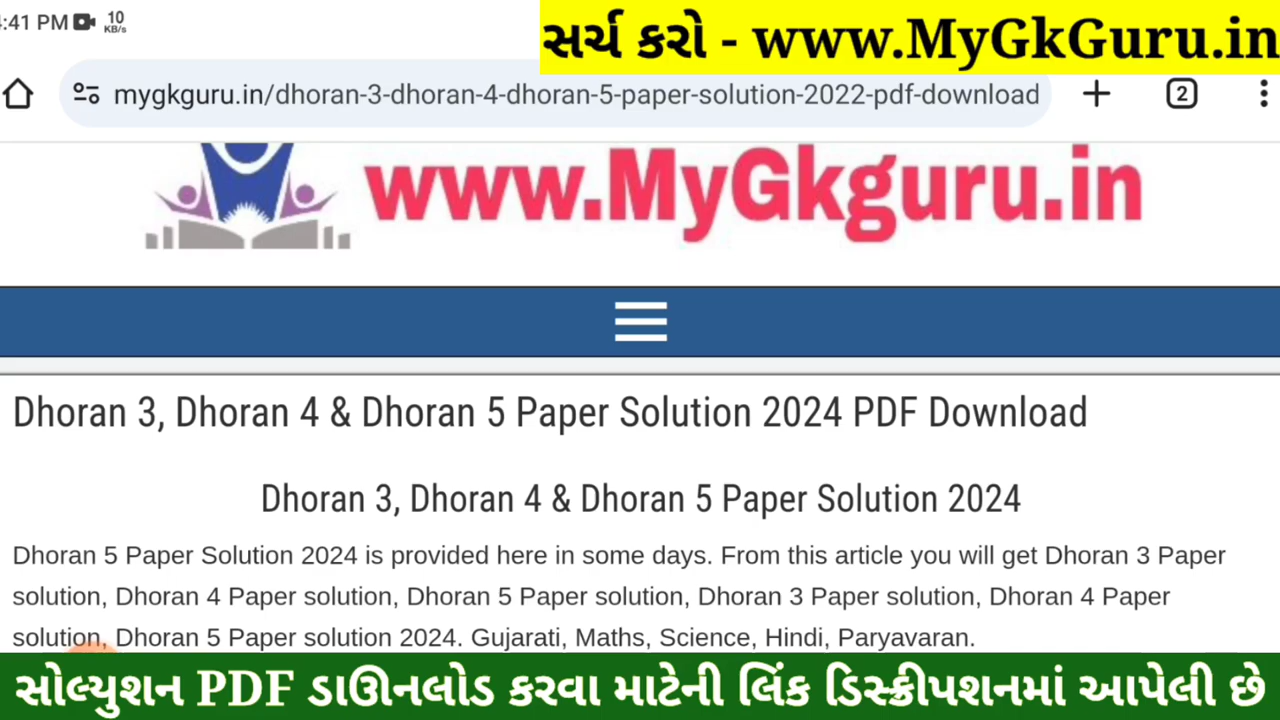 :41 PM 10 KB/s
સર્ચ કરો - www.MyGkGuru.in
mygkguru.in/dhoran-3-dhoran-4-dhoran-5-paper-solution-2022-pdf-download
2
www.MyGkguru.in
Dhoran 3, Dhoran 4 & Dhoran 5 Paper Solution 2024 PDF Download
Dhoran 3, Dhoran 4 & Dhoran 5 Paper Solution 2024
Dhoran 5 Paper Solution 2024 is provided here in some days. From this article you will get Dhoran 3 Paper
solution, Dhoran 4 Paper solution, Dhoran 5 Paper solution, Dhoran 3 Paper solution, Dhoran 4 Paper
solution, Dhoran 5 Paper solution 2024. Gujarati, Maths, Science, Hindi, Paryavaran.
સોલ્યુશન PDF ડાઊનલોડ કરવા માટેની લિંક ડિસ્ક્રીપશનમાં આપેલી છે